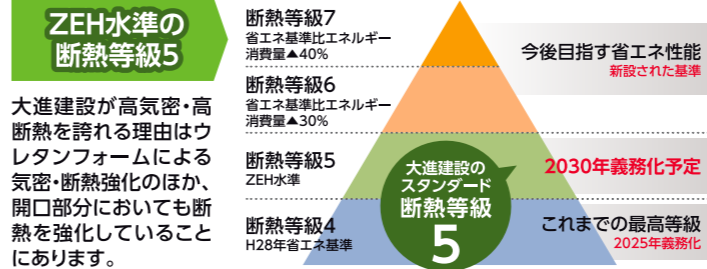 ZEH水準の
断熱等級5
大進建設が高気密・高
断熱を誇れる理由はウ
レタンフォームによる
気密・断熱強化のほか、
開口部分においても断
熱を強化していること
にあります。
断熱等級7
省エネ基準比エネルギー
消費量▲40%
今後目指す省エネ性能
新設された基準
断熱等級6
省エネ基準比エネルギー
消費量▲30%
断熱等級5
ZEH水準
大進建設の
スタンダード
断熱等級
5
2030年義務化予定
断熱等級4
H28年省エネ基準
これまでの最高等級
2025年義務化